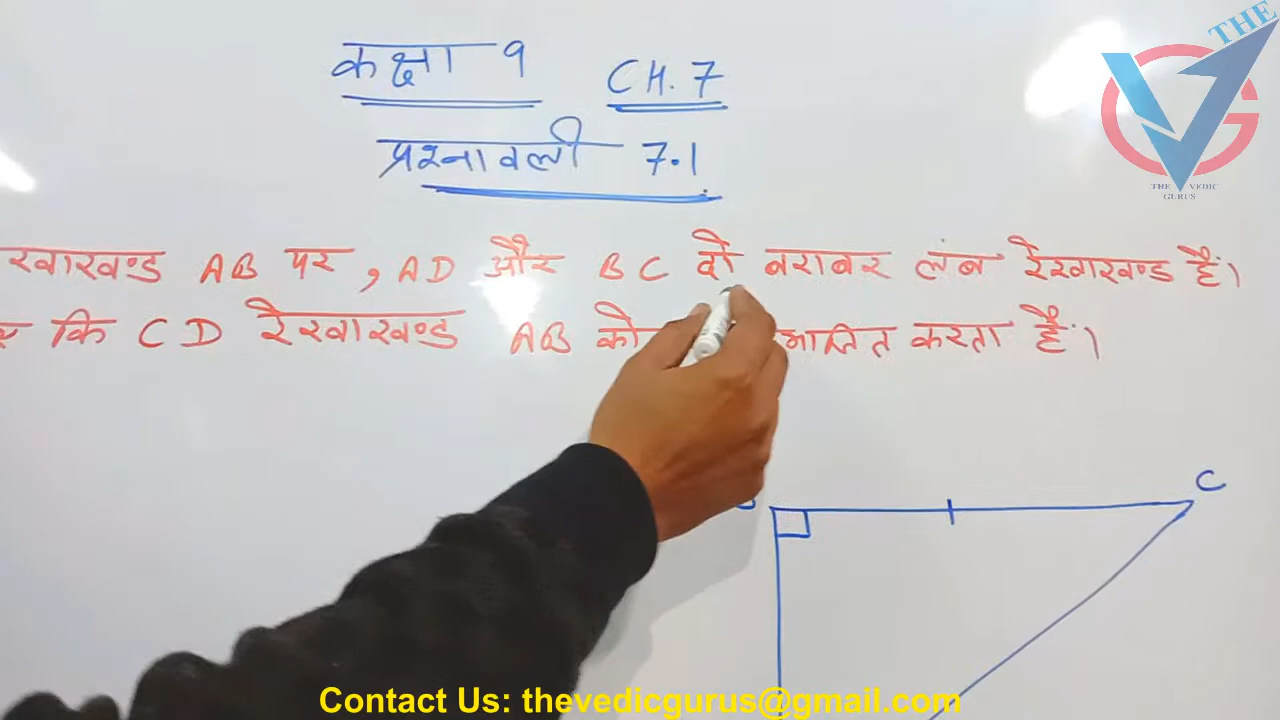 कक्षा 9 CH. 7
प्रश्नावली 7.1
THE
THE VEDIC
GURUS
रेखाखण्ड AB पर, AD और BC दो बराबर लंब रेखाखण्ड हैं।
कि CD रेखाखण्ड AB को भाजित करता है।
C
Contact Us: thevedicgurus@gmail.com